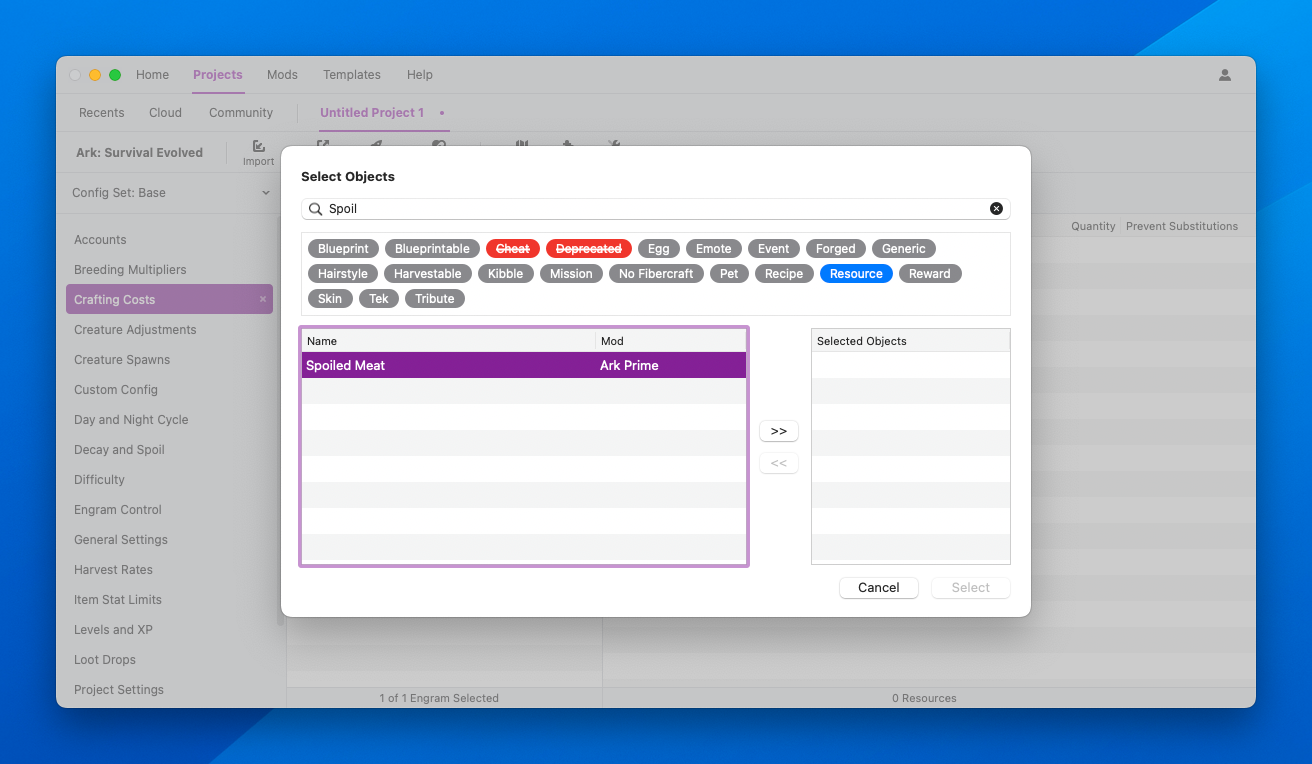 Home Projects Mods Templates Help
Recents Cloud Community Untitled Project 1 •
Ark: Survival Evolved Import
Config Set: Base
Select Objects
Spoil
Blueprint Blueprintable Cheat Deprecated Egg Emote Event Forged Generic
Hairstyle Harvestable Kibble Mission No Fibercraft Pet Recipe Resource Reward
Skin Tek Tribute
Name Mod Selected Objects
Spoiled Meat Ark Prime
>>
<<
Cancel Select
Quantity Prevent Substitutions
Accounts
Breeding Multipliers
Crafting Costs ×
Creature Adjustments
Creature Spawns
Custom Config
Day and Night Cycle
Decay and Spoil
Difficulty
Engram Control
General Settings
Harvest Rates
Item Stat Limits
Levels and XP
Loot Drops
Project Settings
1 of 1 Engram Selected 0 Resources